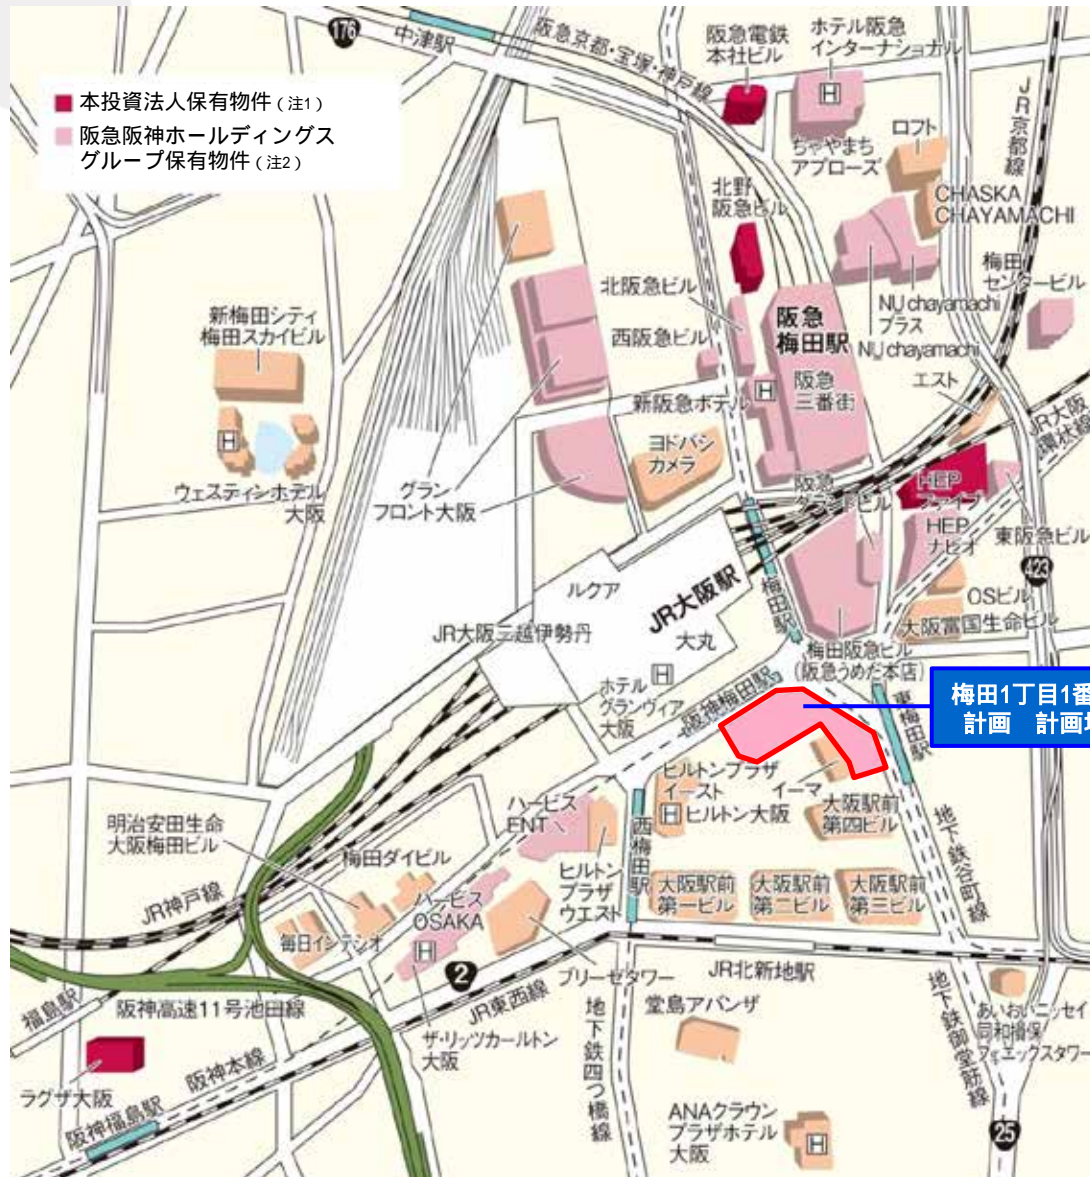 176
中津駅
阪急京都・宝塚・神戸線
阪急電鉄
本社ビル
ホテル阪急
インターナショナル
H
■ 本投資法人保有物件（注1）
■ 阪急阪神ホールディングス
グループ保有物件（注2）
ちゃやまち
アプローズ
ロフト
JR京都線
CHASKA
CHAYAMACHI
北野
阪急ビル
梅田
センタービル
NU chayamachi
プラス
NU chayamachi
北阪急ビル
西阪急ビル
阪急
梅田駅
阪急
三番街
エスト
新梅田シティ
梅田スカイビル
H
ウェスティンホテル
大阪
新阪急ホテル
H
JR大阪
環状線
ヨドバシ
カメラ
グラン
フロント大阪
阪急
グランドビル
HEP
ファイブ
HEP
ナビオ
東阪急ビル
423
OSビル
大阪富国生命ビル
ルクア
JR大阪駅
梅田駅
JR大阪三越伊勢丹
大丸
梅田阪急ビル
(阪急うめだ本店)
ホテル
グランヴィア
大阪
H
阪神梅田駅
梅田1丁目1番
計画　計画
東梅田駅
ヒルトンプラザ
イースト
H
ヒルトン大阪
イーマ
大阪駅前
第四ビル
ハービス
ENT
明治安田生命
大阪梅田ビル
梅田ダイビル
西梅田駅
ヒルトン
プラザ
ウエスト
大阪駅前
第一ビル
大阪駅前
第二ビル
大阪駅前
第三ビル
地下鉄谷町線
JR神戸線
ハービス
OSAKA
H
毎日インテシオ
2
ブリーゼタワー
JR北新地駅
福島駅
阪神高速11号池田線
JR東西線
ザ・リッツカールトン
大阪
地下鉄四つ橋線
堂島アバンザ
地下鉄御堂筋線
あいおいニッセイ
同和損保
フェニックスタワー
ラグザ大阪
阪神本線
阪神福島駅
ANAクラウン
プラザホテル
大阪
H
25